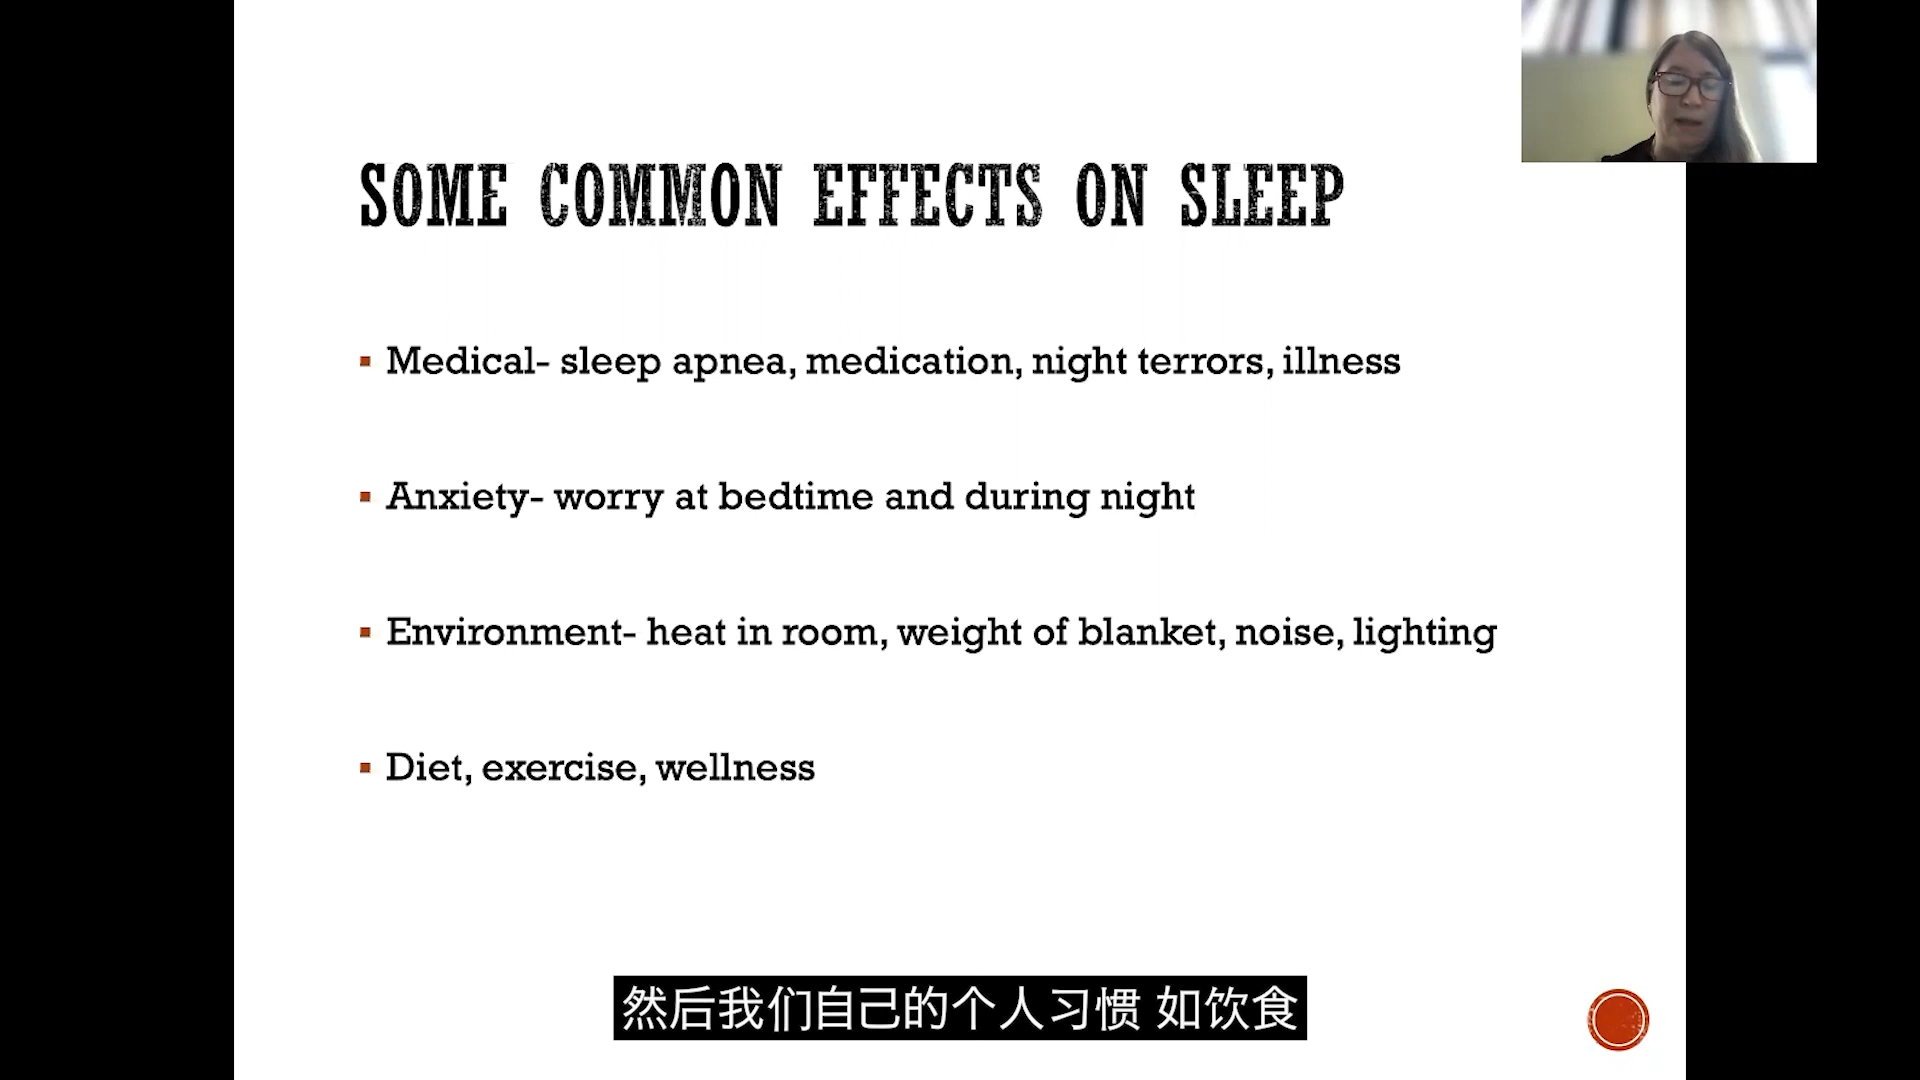 SOME COMMON EFFECTS ON SLEEP
Medical- sleep apnea, medication, night terrors, illness
Anxiety- worry at bedtime and during night
Environment- heat in room, weight of blanket, noise, lighting
Diet, exercise, wellness
然后我们自己的个人习惯 如饮食